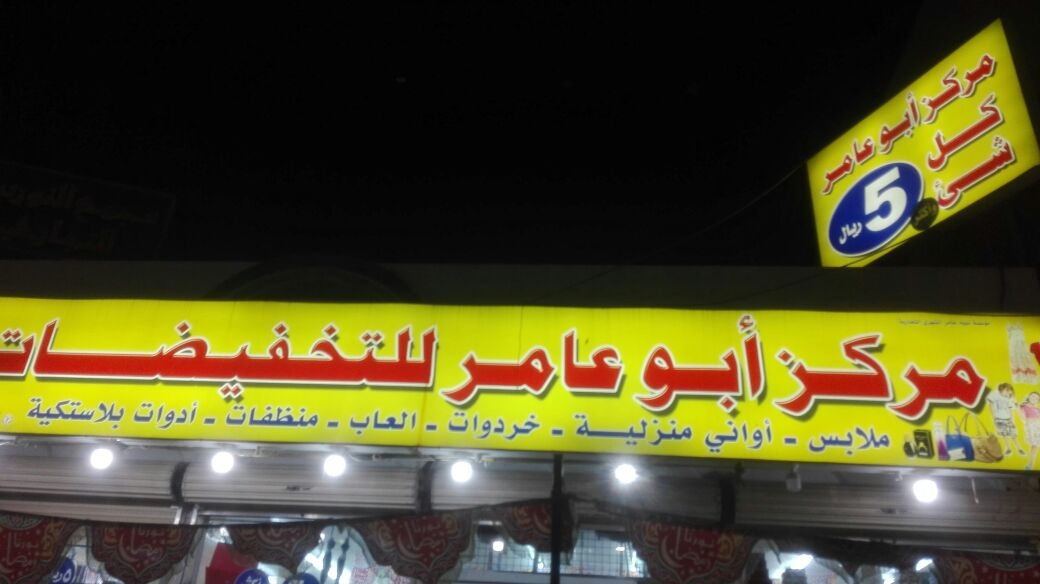 مركز أبو عامر
كل
شئ
5
ريال
وأكثر
مركز أبو عامر للتخفيضات
ملابس - أواني منزلية - خردوات - العاب - منظفات - أدوات بلاستكية